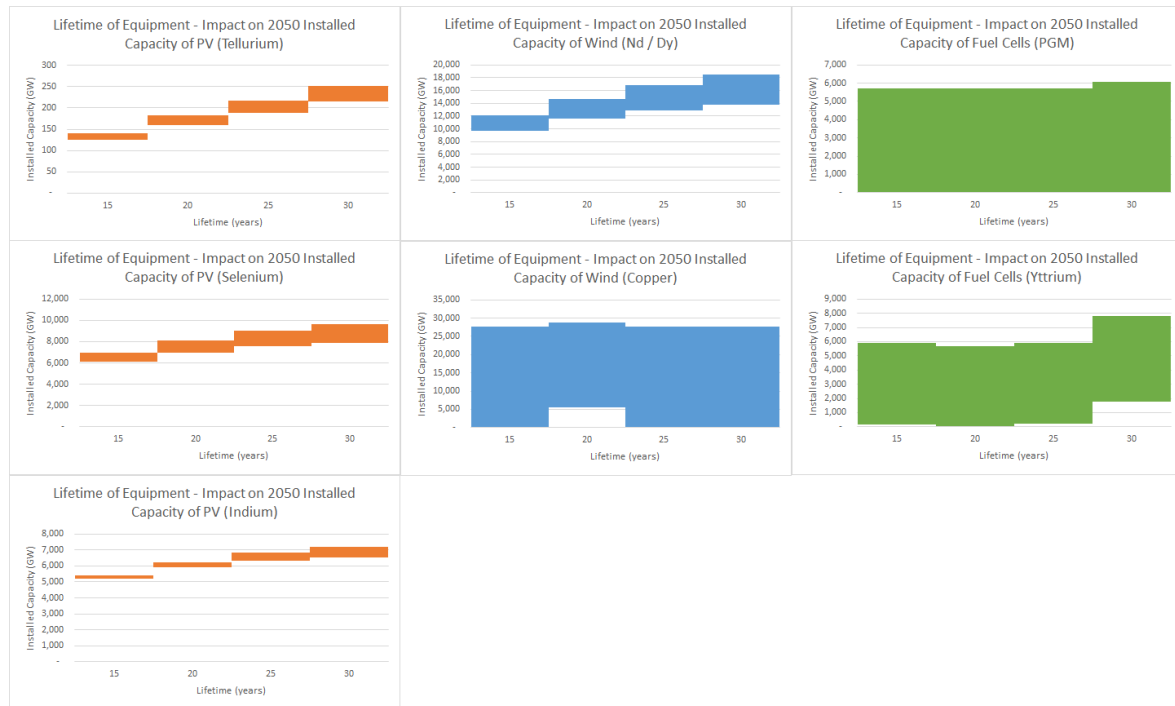 Lifetime of Equipment - Impact on 2050 Installed
Capacity of PV (Tellurium)
Installed Capacity (GW)
300
250
200
150
100
50
-
15 20 25 30
Lifetime (years)
Lifetime of Equipment - Impact on 2050 Installed
Capacity of Wind (Nd / Dy)
Installed Capacity (GW)
20,000
18,000
16,000
14,000
12,000
10,000
8,000
6,000
4,000
2,000
-
15 20 25 30
Lifetime (years)
Lifetime of Equipment - Impact on 2050 Installed
Capacity of Fuel Cells (PGM)
Installed Capacity (GW)
7,000
6,000
5,000
4,000
3,000
2,000
1,000
-
15 20 25 30
Lifetime (years)
Lifetime of Equipment - Impact on 2050 Installed
Capacity of PV (Selenium)
Installed Capacity (GW)
12,000
10,000
8,000
6,000
4,000
2,000
-
15 20 25 30
Lifetime (years)
Lifetime of Equipment - Impact on 2050 Installed
Capacity of Wind (Copper)
Installed Capacity (GW)
35,000
30,000
25,000
20,000
15,000
10,000
5,000
-
15 20 25 30
Lifetime (years)
Lifetime of Equipment - Impact on 2050 Installed
Capacity of Fuel Cells (Yttrium)
Installed Capacity (GW)
9,000
8,000
7,000
6,000
5,000
4,000
3,000
2,000
1,000
-
15 20 25 30
Lifetime (years)
Lifetime of Equipment - Impact on 2050 Installed
Capacity of PV (Indium)
Installed Capacity (GW)
8,000
7,000
6,000
5,000
4,000
3,000
2,000
1,000
-
15 20 25 30
Lifetime (years)